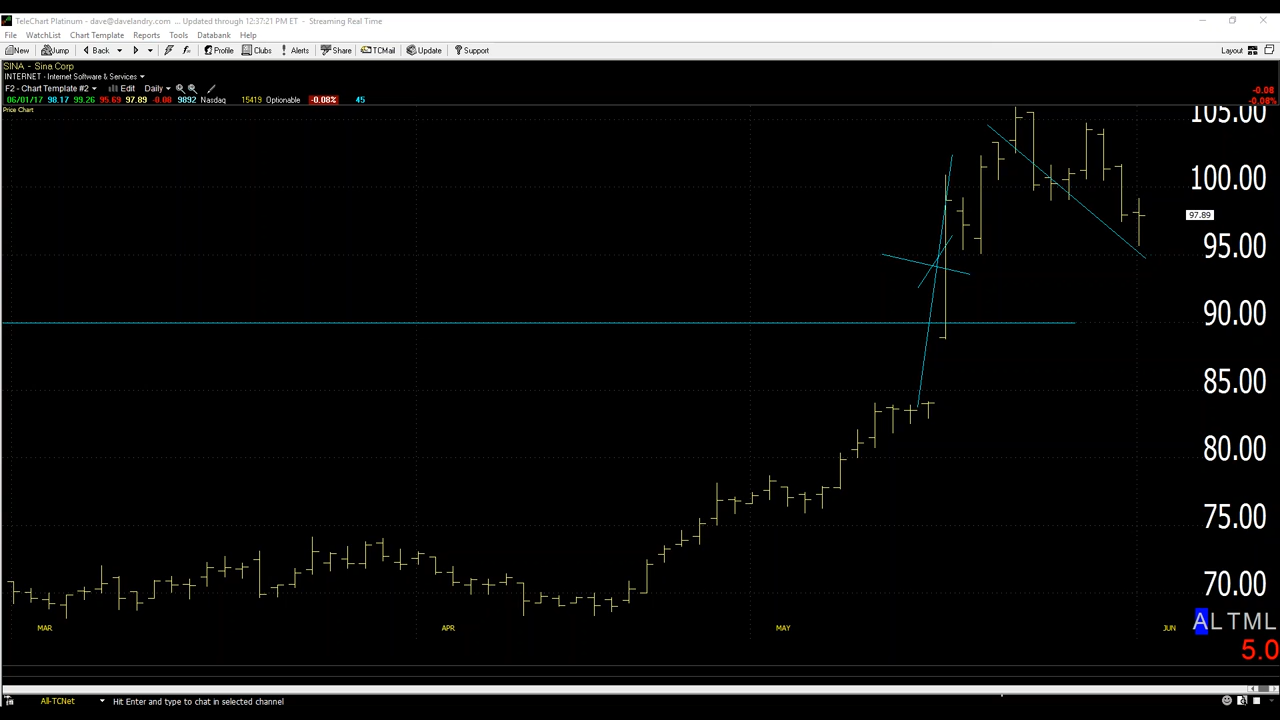 TeleChart Platinum - dave@davelandry.com ... Updated through 12:37:21 PM ET - Streaming Real Time
File WatchList Chart Template Reports Tools Databank Help
New Jump Back Profile Clubs Alerts Share TCMail Update Support Layout
SINA - Sina Corp
INTERNET - Internet Software & Services
F2 - Chart Template #2 Edit Daily
06/01/17 98.17 99.26 95.69 97.89 -0.08 9892 Nasdaq 15419 Optionable -0.08% 45
-0.08
-0.08%
Price Chart
105.00
100.00
97.89
95.00
90.00
85.00
80.00
75.00
70.00
ALTML
MAR APR MAY JUN
5.0
All-TCNet Hit Enter and type to chat in selected channel